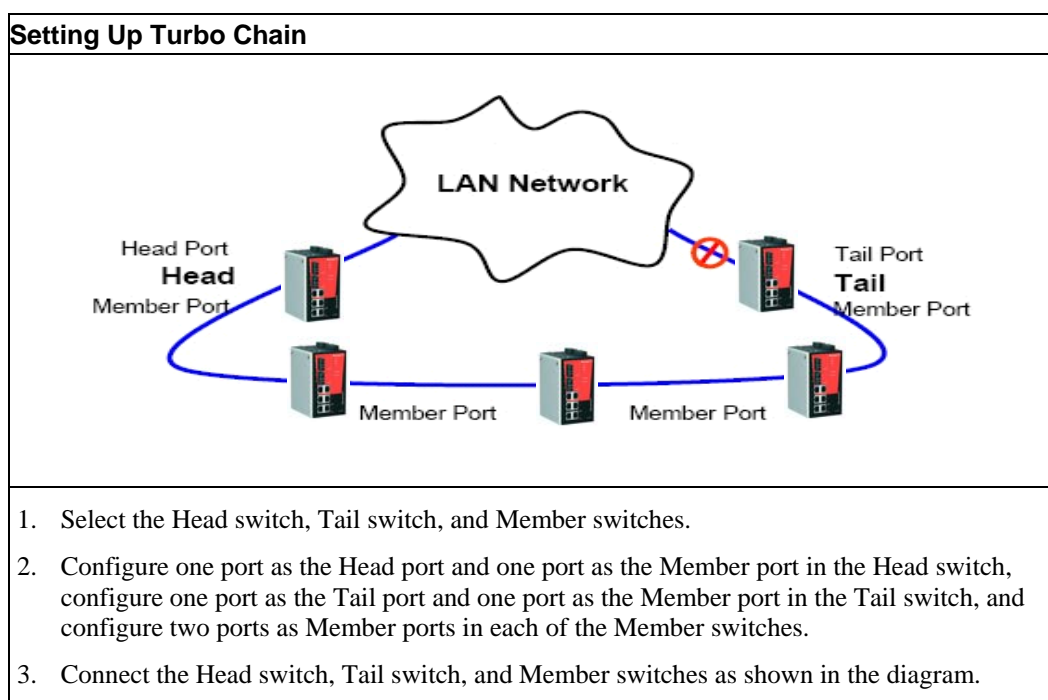 Setting Up Turbo Chain
LAN Network
Head Port
Head
Member Port
Tail Port
Tail
Member Port
Member Port
Member Port
1. Select the Head switch, Tail switch, and Member switches.
2. Configure one port as the Head port and one port as the Member port in the Head switch,
configure one port as the Tail port and one port as the Member port in the Tail switch, and
configure two ports as Member ports in each of the Member switches.
3. Connect the Head switch, Tail switch, and Member switches as shown in the diagram.